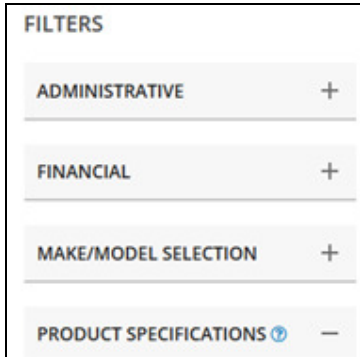 FILTERS
ADMINISTRATIVE +
FINANCIAL +
MAKE/MODEL SELECTION +
PRODUCT SPECIFICATIONS ? −